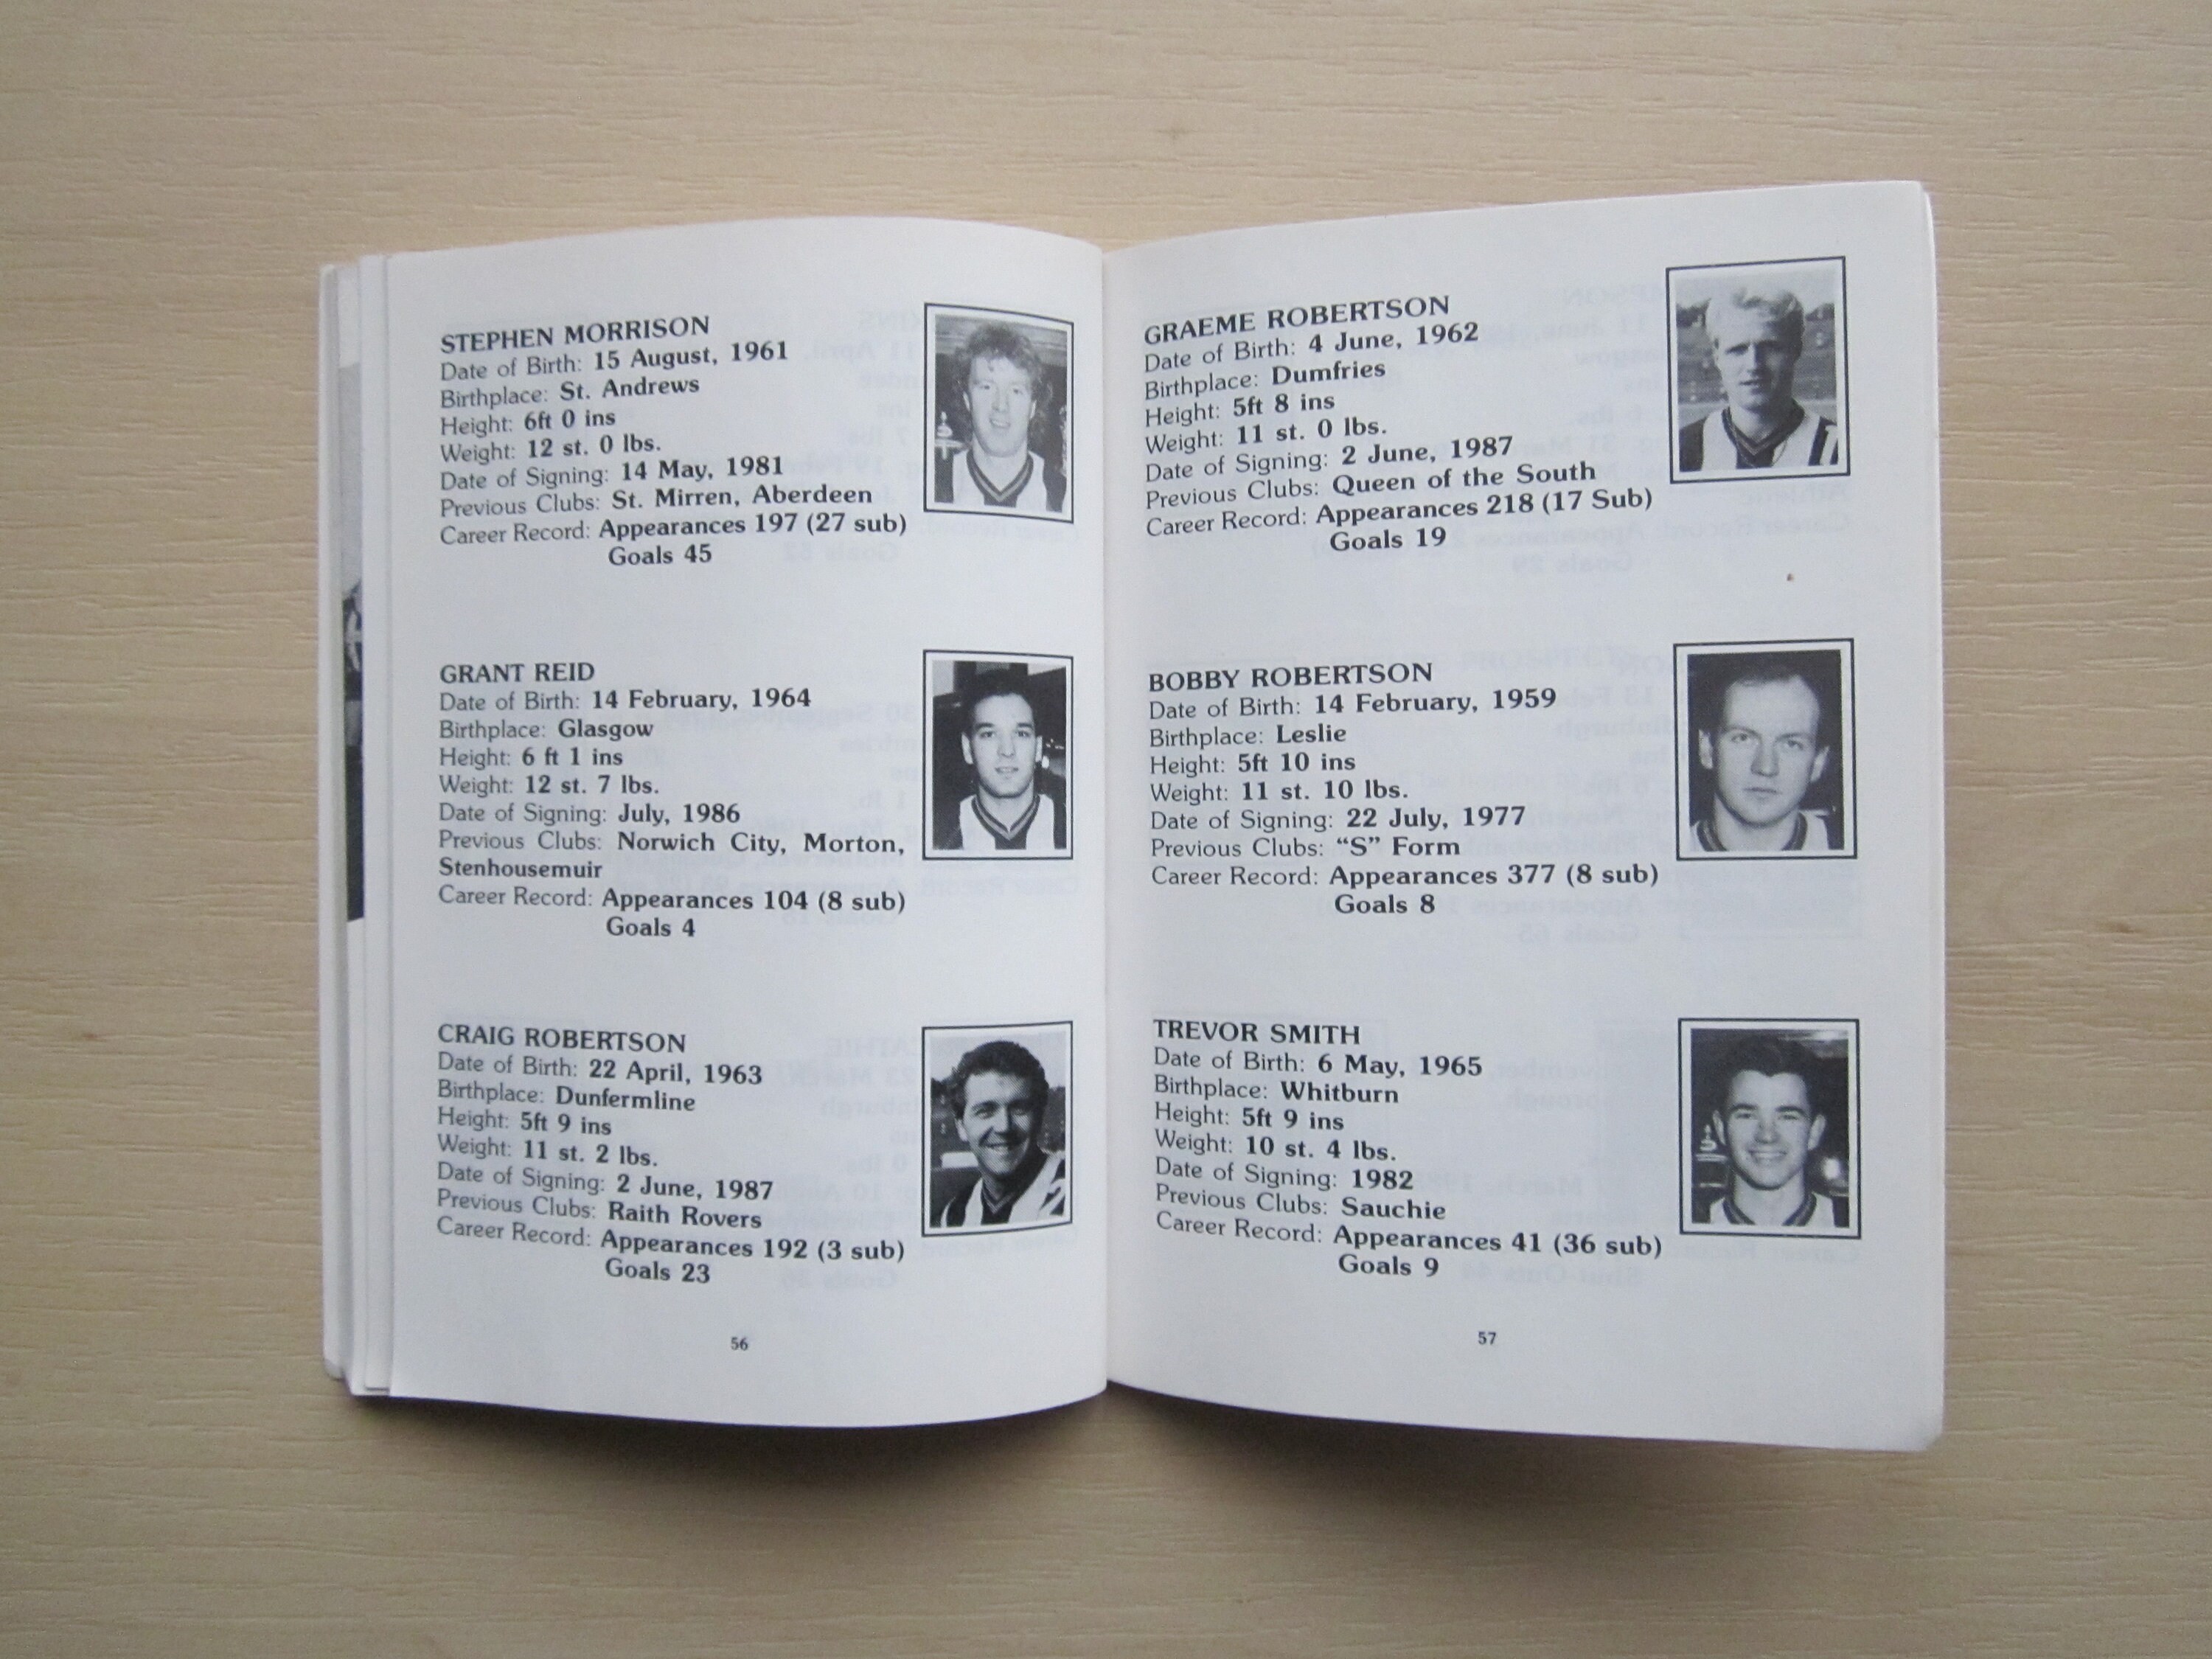 STEPHEN MORRISON
Date of Birth: 15 August, 1961
Birthplace: St. Andrews
Height: 6ft 0 ins
Weight: 12 st. 0 lbs.
Date of Signing: 14 May, 1981
Previous Clubs: St. Mirren, Aberdeen
Career Record: Appearances 197 (27 sub)
Goals 45
GRANT REID
Date of Birth: 14 February, 1964
Birthplace: Glasgow
Height: 6 ft 1 ins
Weight: 12 st. 7 lbs.
Date of Signing: July, 1986
Previous Clubs: Norwich City, Morton,
Stenhousemuir
Career Record: Appearances 104 (8 sub)
Goals 4
CRAIG ROBERTSON
Date of Birth: 22 April, 1963
Birthplace: Dunfermline
Height: 5ft 9 ins
Weight: 11 st. 2 lbs.
Date of Signing: 2 June, 1987
Previous Clubs: Raith Rovers
Career Record: Appearances 192 (3 sub)
Goals 23
56
GRAEME ROBERTSON
Date of Birth: 4 June, 1962
Birthplace: Dumfries
Height: 5ft 8 ins
Weight: 11 st. 0 lbs.
Date of Signing: 2 June, 1987
Previous Clubs: Queen of the South
Career Record: Appearances 218 (17 Sub)
Goals 19
BOBBY ROBERTSON
Date of Birth: 14 February, 1959
Birthplace: Leslie
Height: 5ft 10 ins
Weight: 11 st. 10 lbs.
Date of Signing: 22 July, 1977
Previous Clubs: “S” Form
Career Record: Appearances 377 (8 sub)
Goals 8
TREVOR SMITH
Date of Birth: 6 May, 1965
Birthplace: Whitburn
Height: 5ft 9 ins
Weight: 10 st. 4 lbs.
Date of Signing: 1982
Previous Clubs: Sauchie
Career Record: Appearances 41 (36 sub)
Goals 9
57